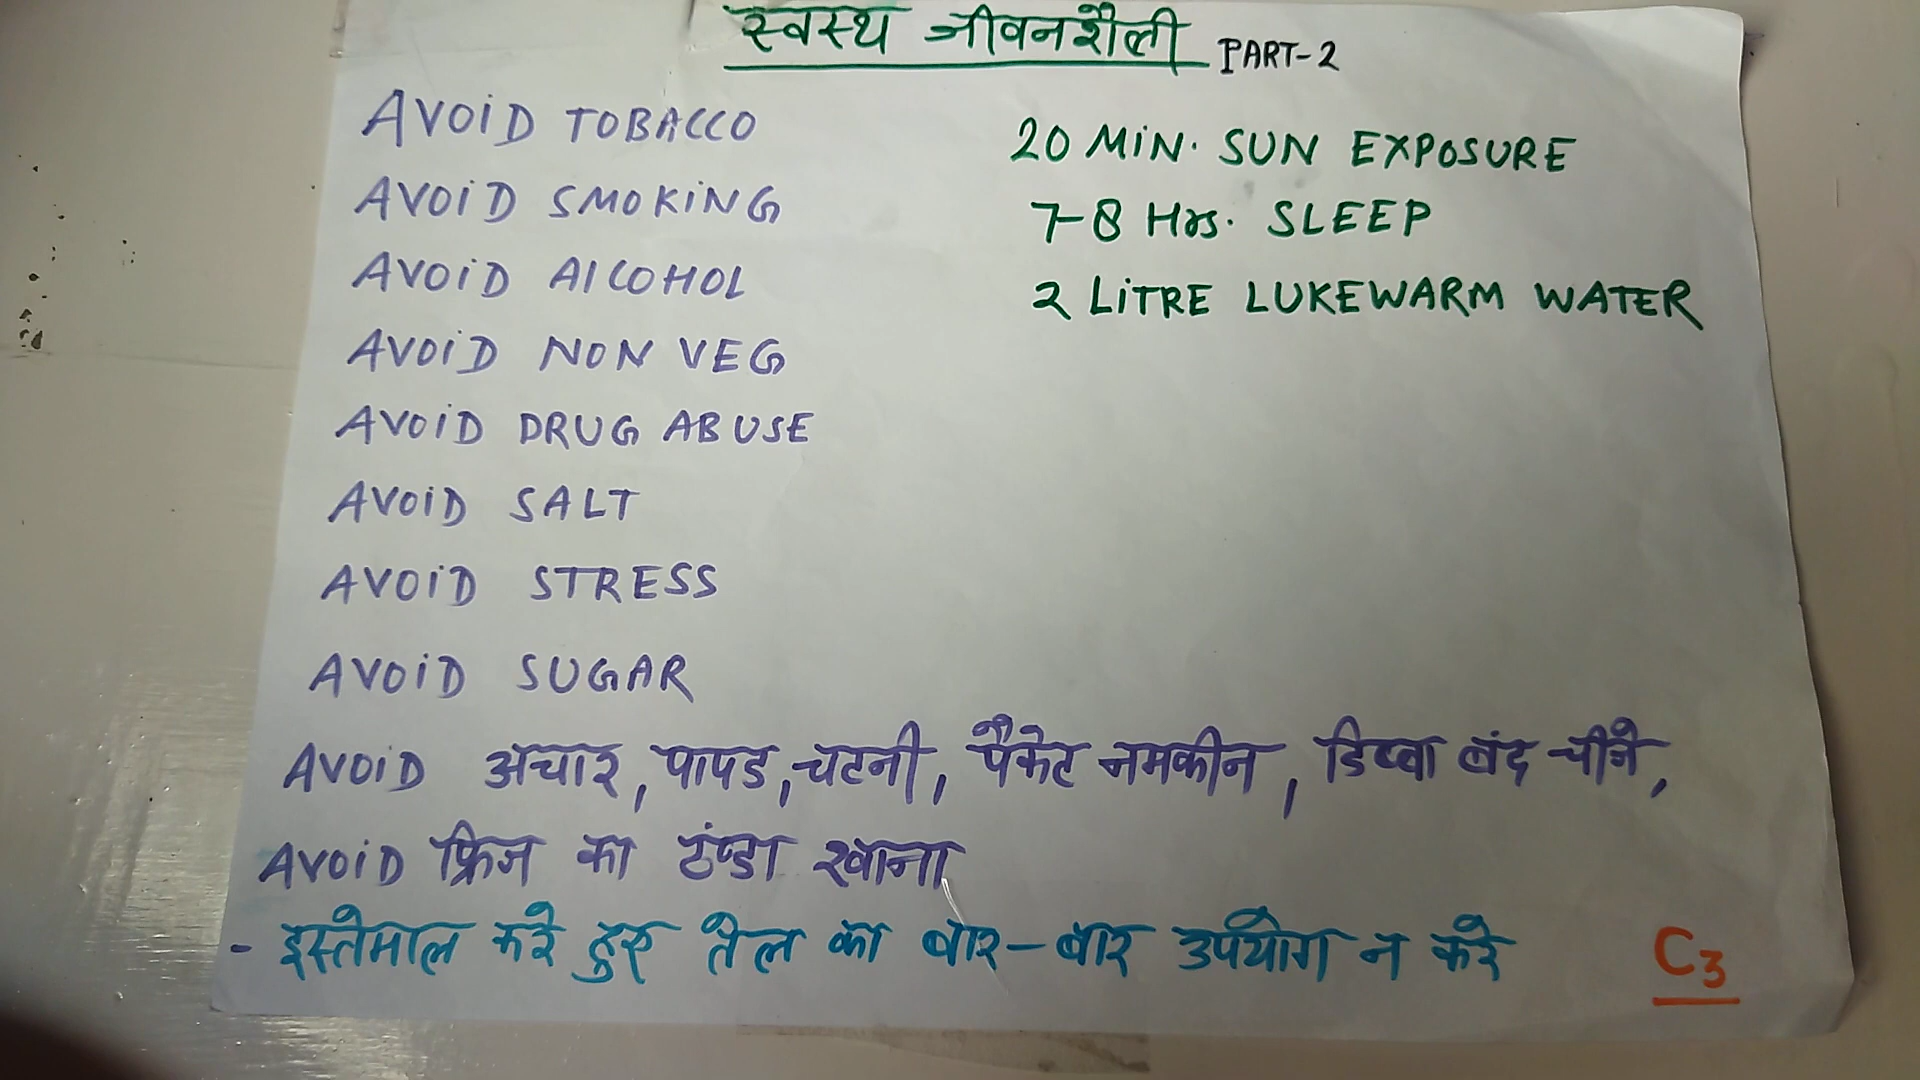 स्वस्थ जीवनशैली PART-2
AVOID TOBACCO
AVOID SMOKING
AVOID AlCOHOL
AVOID NON VEG
AVOID DRUG ABUSE
AVOID SALT
AVOID STRESS
AVOID SUGAR
20 MIN. SUN EXPOSURE
7-8 Hrs. SLEEP
2 LITRE LUKEWARM WATER
AVOID अचार, पापड, चटनी, पैकेट नमकीन, डिब्बा बंद चीजे,
AVOID फ्रिज का ठंण्डा खाना
- इस्तेमाल करे हुए तेल का बार-बार उपयोग न करे
C3